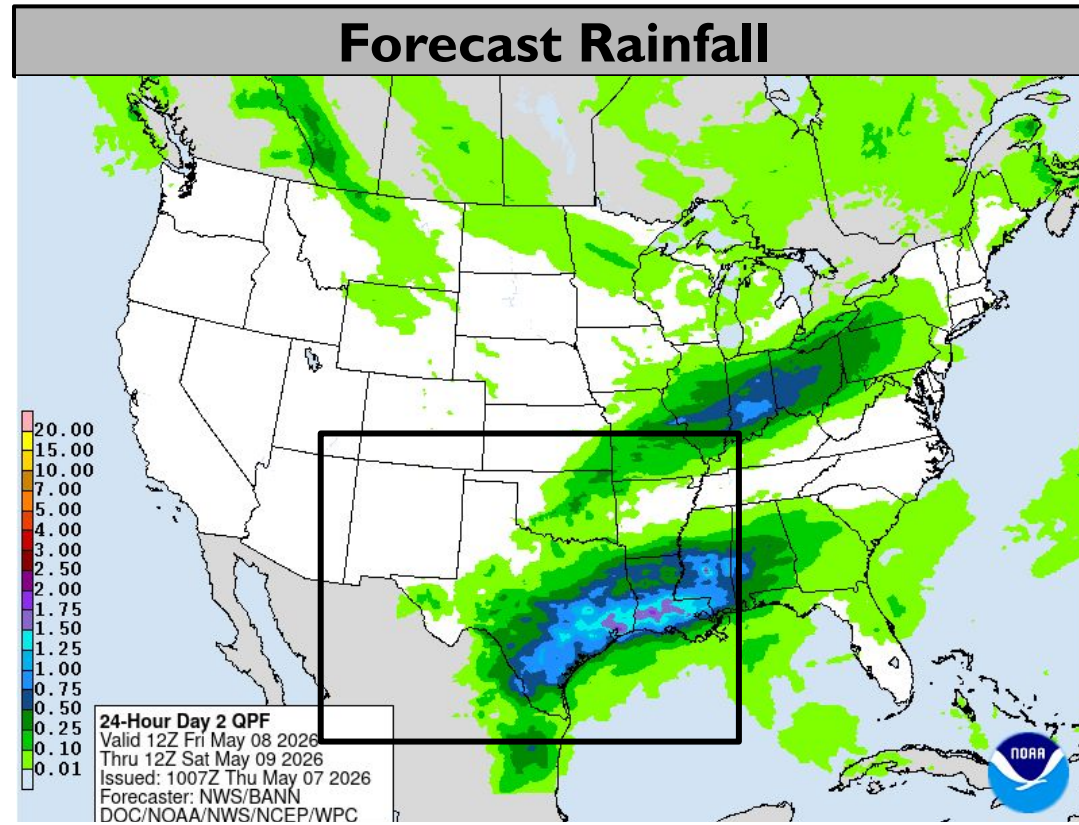 Forecast Rainfall
20.00
15.00
10.00
7.00
5.00
4.00
3.00
2.50
2.00
1.75
1.50
1.25
1.00
0.75
0.50
0.25
0.10
0.01
24-Hour Day 2 QPF
Valid 12Z Fri May 08 2026
Thru 12Z Sat May 09 2026
Issued: 1007Z Thu May 07 2026
Forecaster: NWS/BANN
DOC/NOAA/NWS/NCEP/WPC
NOAA